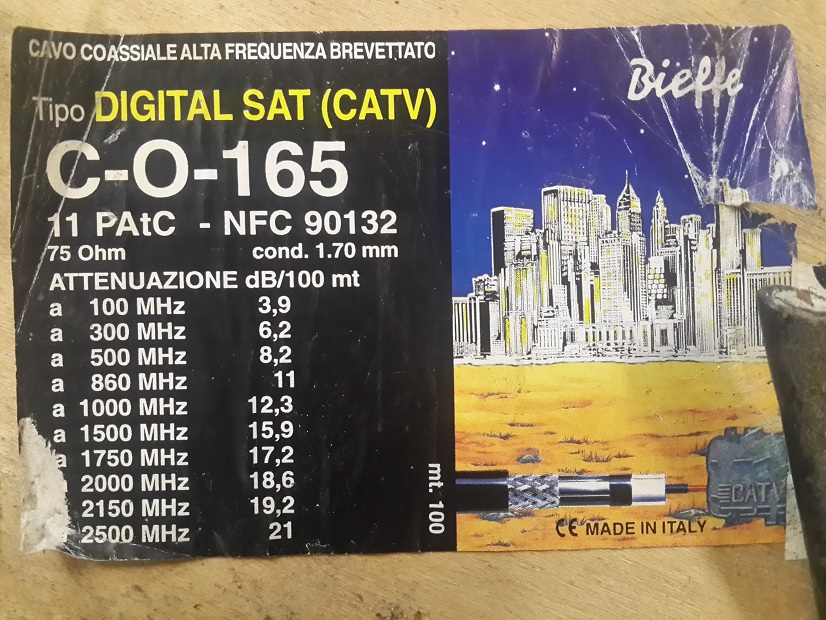 CAVO COASSIALE ALTA FREQUENZA BREVETTATO
Tipo DIGITAL SAT (CATV)
C-O-165
11 PAtC - NFC 90132
75 Ohm cond. 1.70 mm
ATTENUAZIONE dB/100 mt
a 100 MHz 3,9
a 300 MHz 6,2
a 500 MHz 8,2
a 860 MHz 11
a 1000 MHz 12,3
a 1500 MHz 15,9
a 1750 MHz 17,2
2000 MHz 18,6
2150 MHz 19,2
2500 MHz 21
mt. 100
Bieffe
CATV
CE MADE IN ITALY